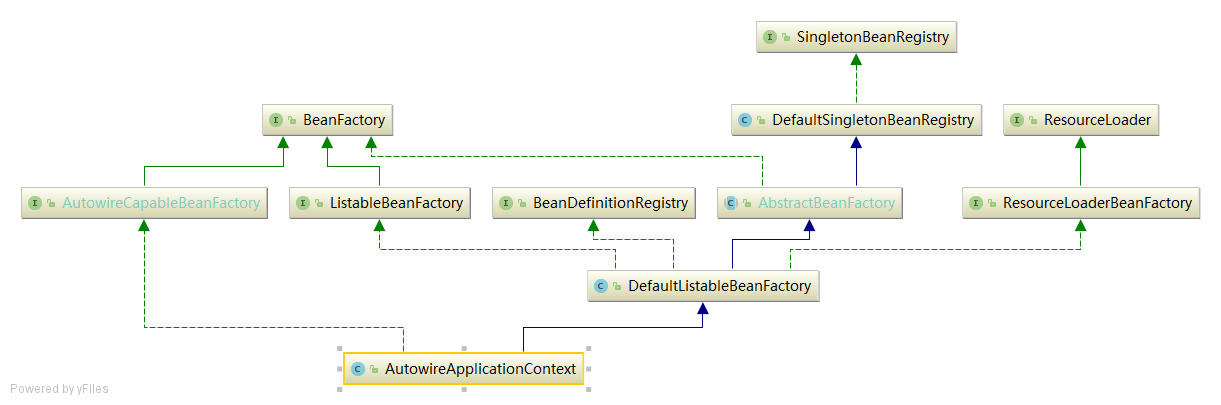 SingletonBeanRegistry
BeanFactory
DefaultSingletonBeanRegistry
ResourceLoader
AutowireCapableBeanFactory
ListableBeanFactory
BeanDefinitionRegistry
AbstractBeanFactory
ResourceLoaderBeanFactory
DefaultListableBeanFactory
AutowireApplicationContext
Powered by yFiles